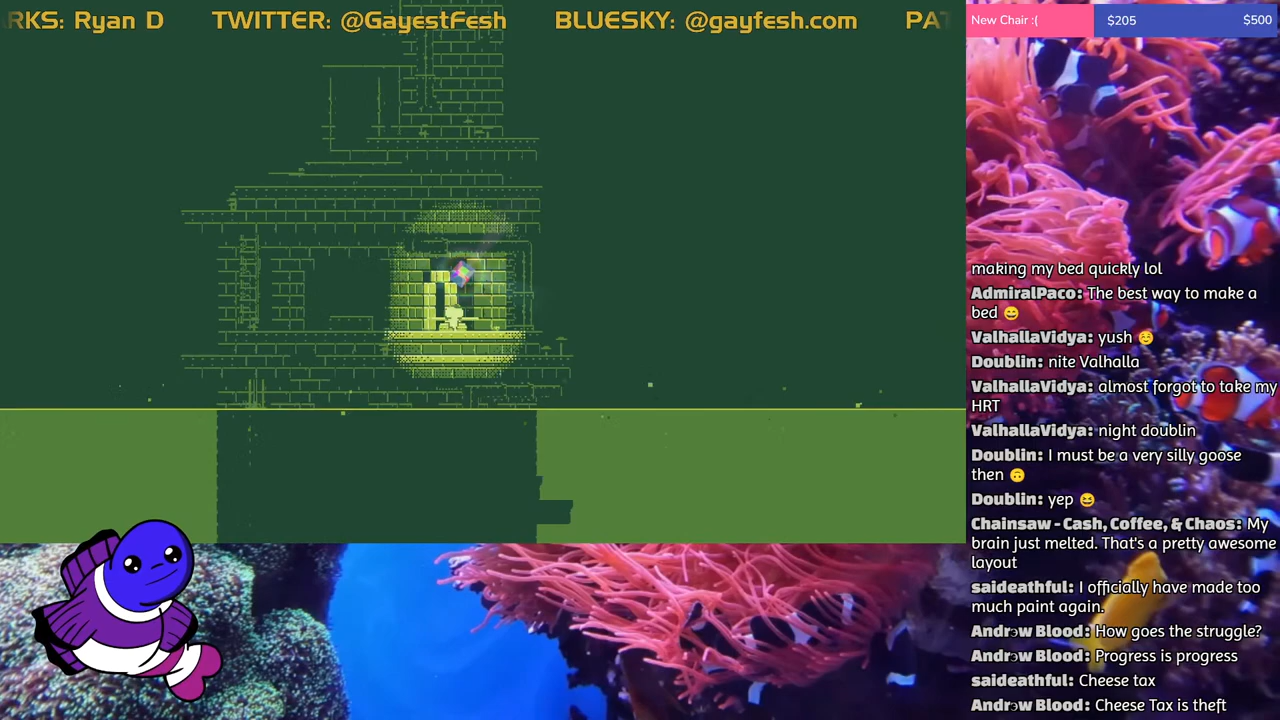 RKS: Ryan D TWITTER: @GayestFesh BLUESKY: @gayfesh.com PAT
New Chair :( $205 $500
making my bed quickly lol
AdmiralPaco: The best way to make a
bed 😄
ValhallaVidya: yush ☺️
Doublin: nite Valhalla
ValhallaVidya: almost forgot to take my
HRT
ValhallaVidya: night doublin
Doublin: I must be a very silly goose
then 🙃
Doublin: yep 😆
Chainsaw - Cash, Coffee, & Chaos: My
brain just melted. That's a pretty awesome
layout
saideathful: I officially have made too
much paint again.
Andrɘw Blood: How goes the struggle?
Andrɘw Blood: Progress is progress
saideathful: Cheese tax
Andrɘw Blood: Cheese Tax is theft